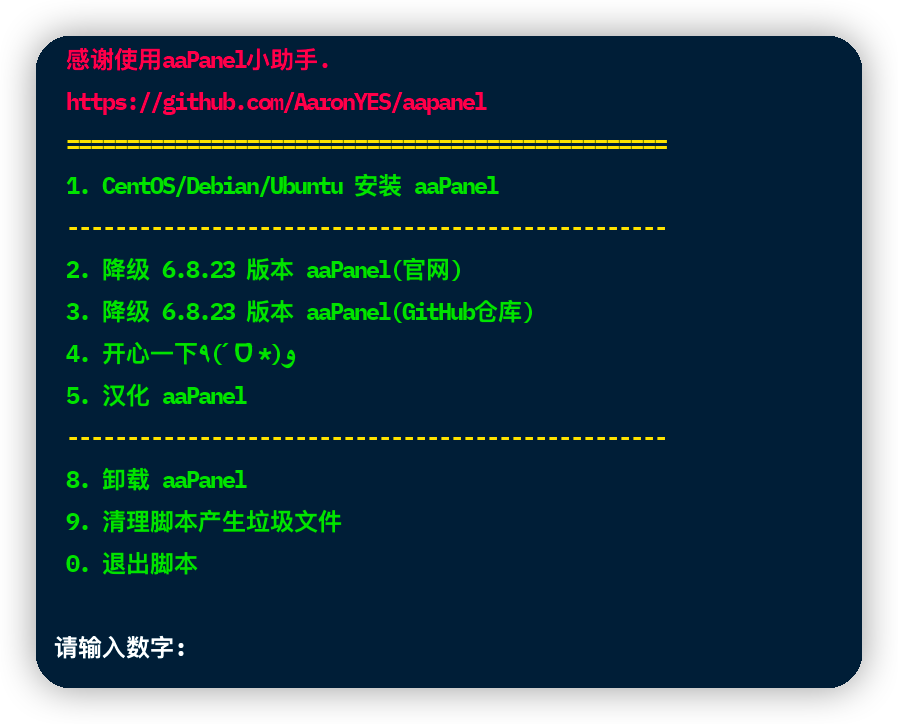 感谢使用aaPanel小助手.
https://github.com/AaronYES/aapanel
==================================================
1. CentOS/Debian/Ubuntu 安装 aaPanel
--------------------------------------------------
2. 降级 6.8.23 版本 aaPanel(官网)
3. 降级 6.8.23 版本 aaPanel(GitHub仓库)
4. 开心一下٩(´ᗜ*)و
5. 汉化 aaPanel
--------------------------------------------------
8. 卸载 aaPanel
9. 清理脚本产生垃圾文件
0. 退出脚本
请输入数字: